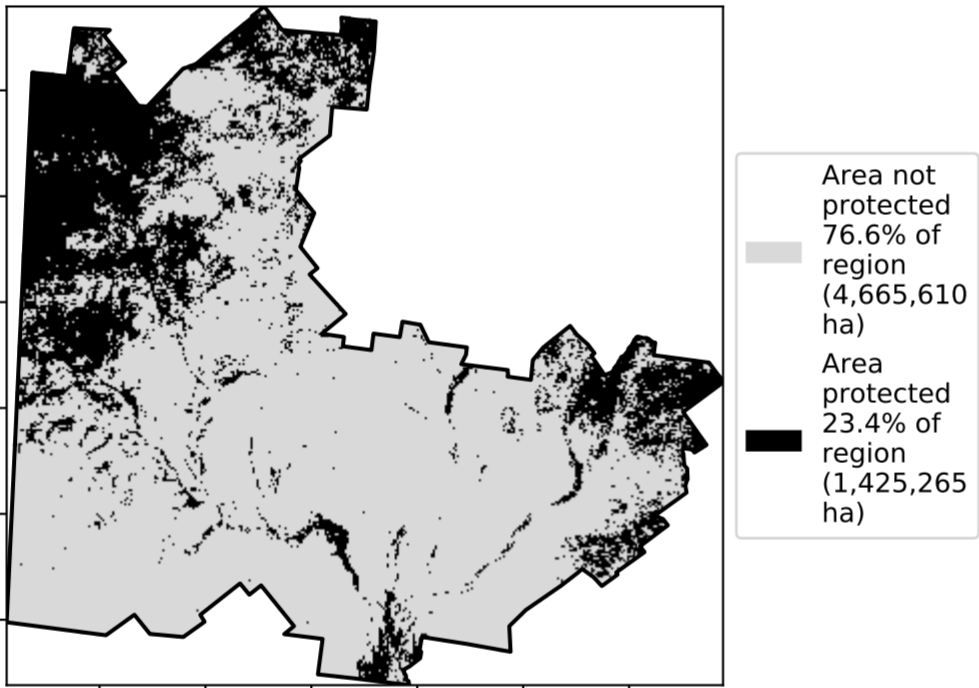 Area not
protected
76.6% of
region
(4,665,610
ha)
Area
protected
23.4% of
region
(1,425,265
ha)